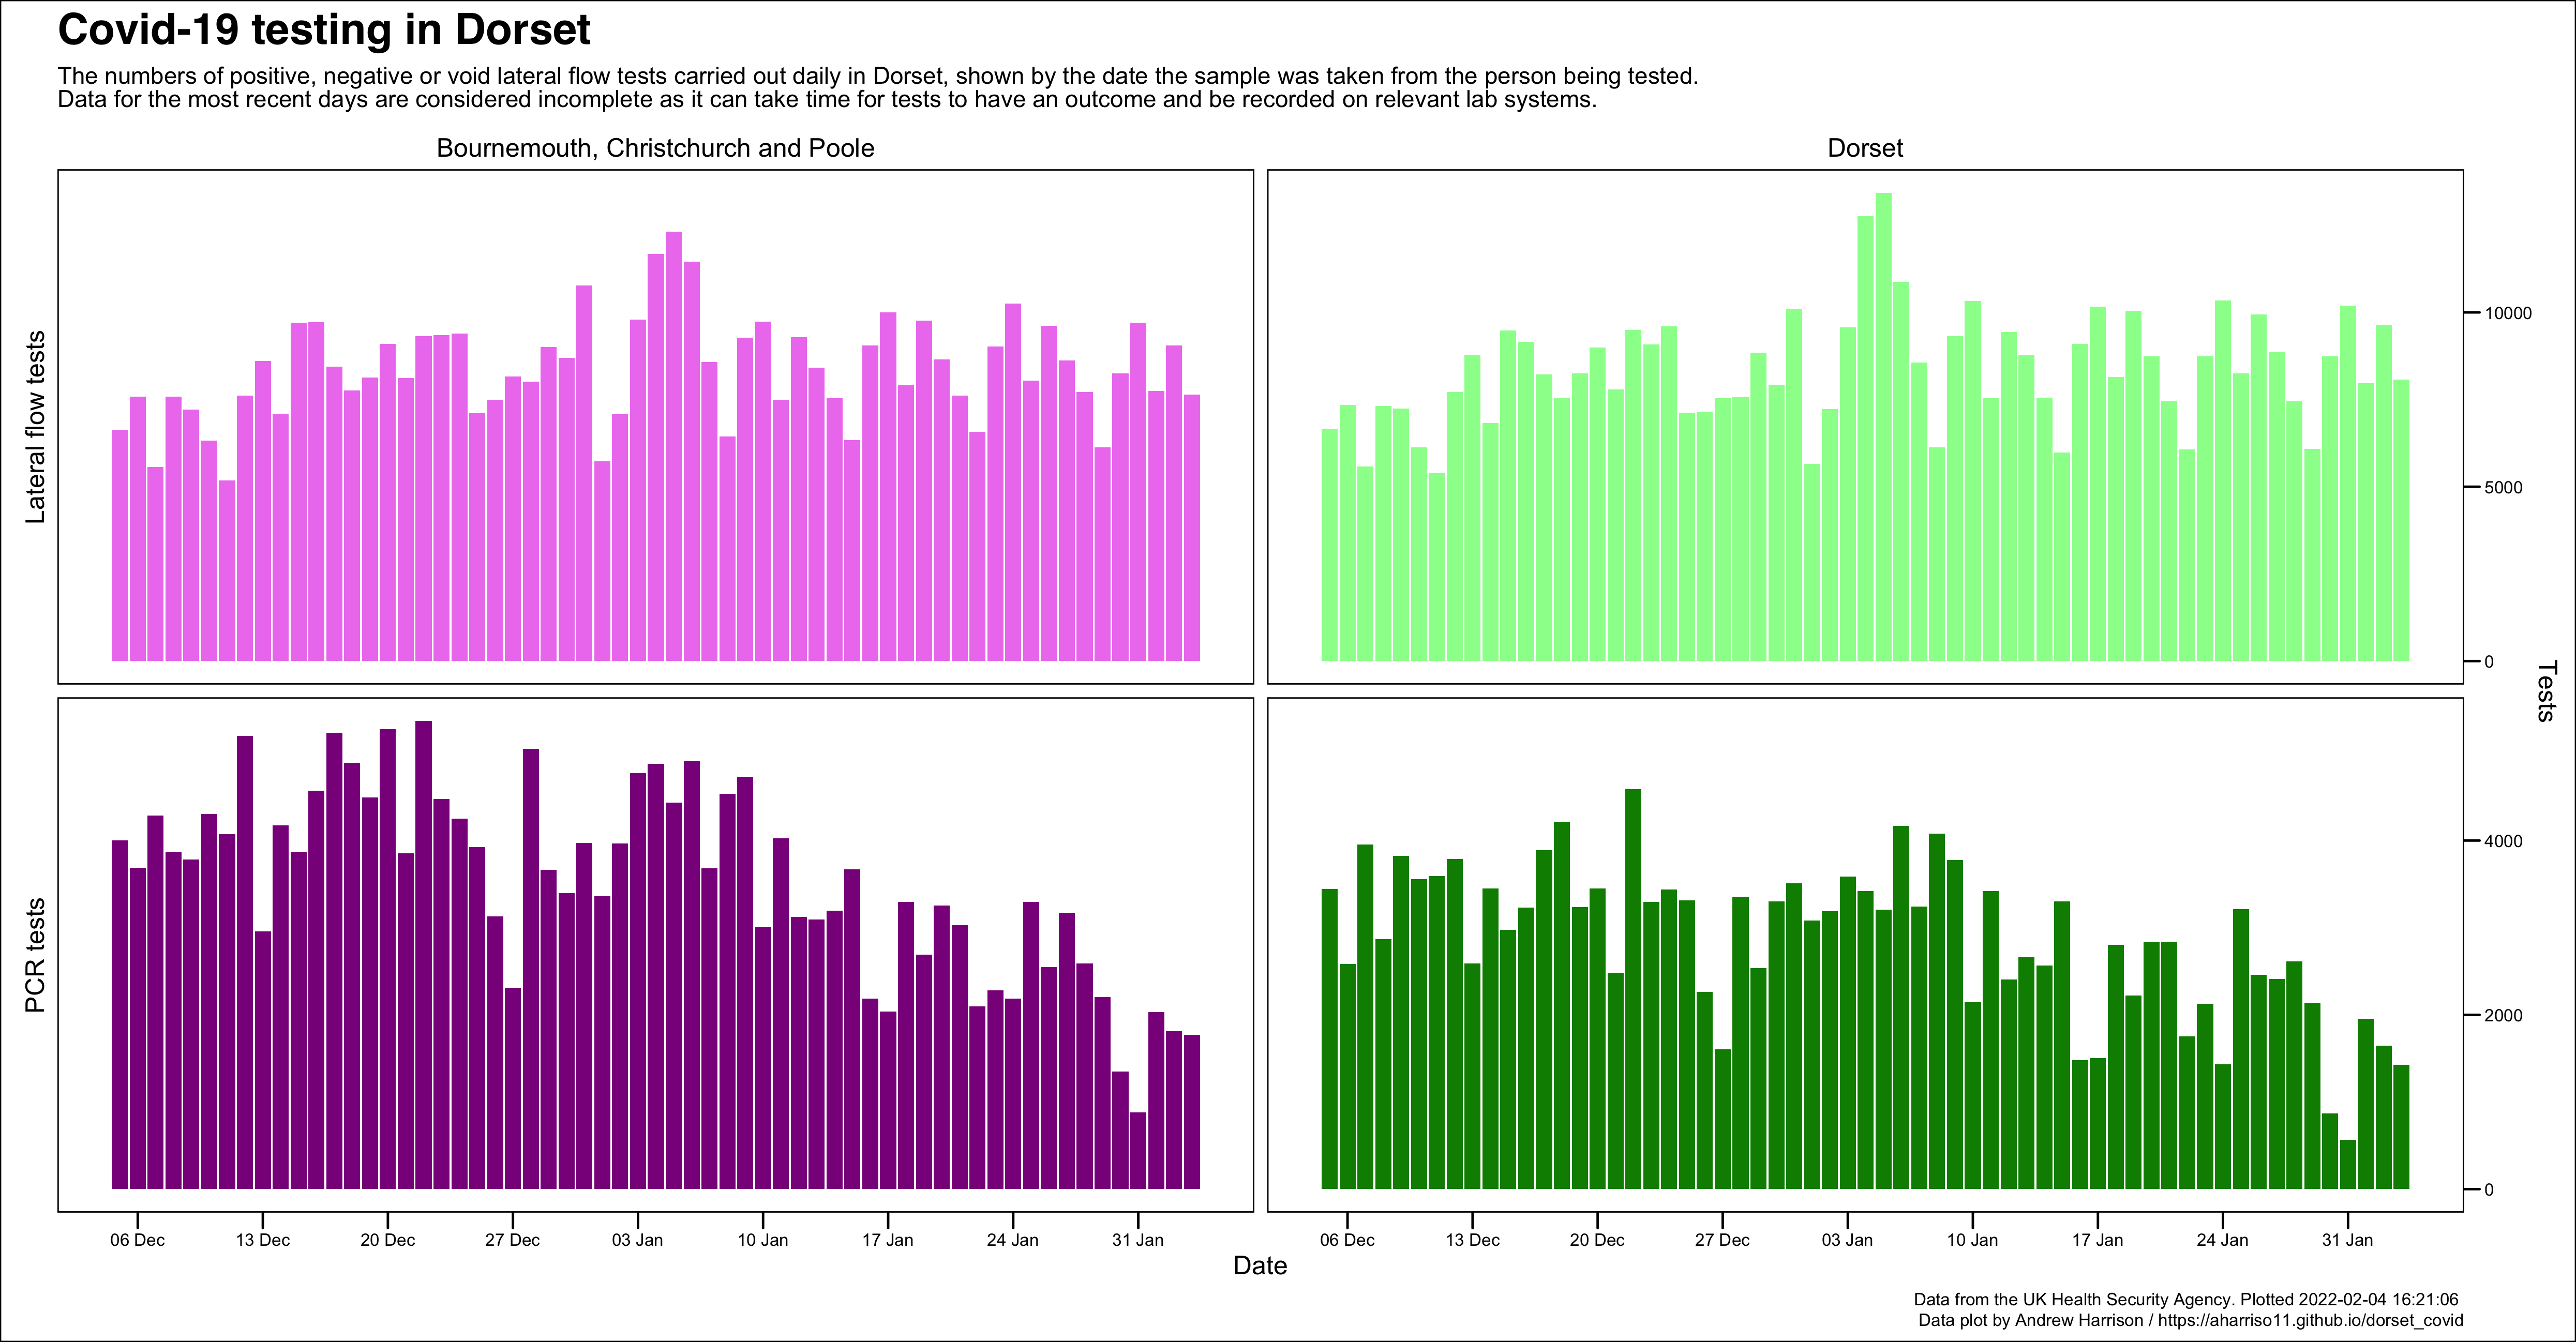 Covid-19 testing in Dorset
The numbers of positive, negative or void lateral flow tests carried out daily in Dorset, shown by the date the sample was taken from the person being tested.
Data for the most recent days are considered incomplete as it can take time for tests to have an outcome and be recorded on relevant lab systems.
Bournemouth, Christchurch and Poole
Dorset
Lateral flow tests
10000
5000
0
Tests
PCR tests
4000
2000
0
06 Dec 13 Dec 20 Dec 27 Dec 03 Jan 10 Jan 17 Jan 24 Jan 31 Jan
06 Dec 13 Dec 20 Dec 27 Dec 03 Jan 10 Jan 17 Jan 24 Jan 31 Jan
Date
Data from the UK Health Security Agency. Plotted 2022-02-04 16:21:06
Data plot by Andrew Harrison / https://aharriso11.github.io/dorset_covid